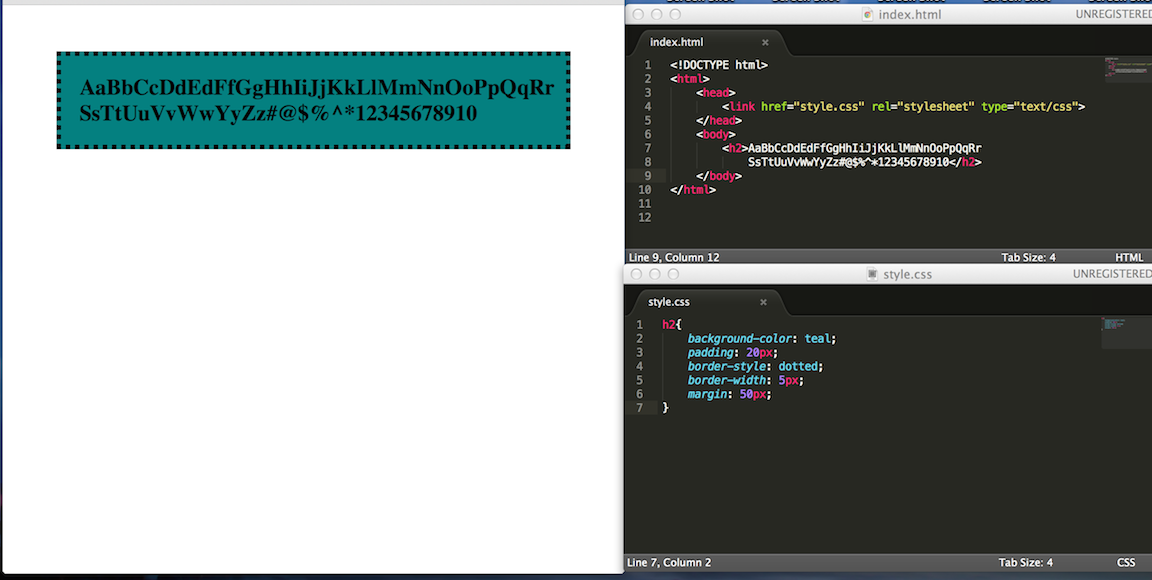 AaBbCcDdEdFfGgHhIiJjKkLlMmNnOoPpQqRr
SsTtUuVvWwYyZz#@$%^*12345678910
index.html
UNREGISTERED
index.html ×
1 <!DOCTYPE html>
2 <html>
3 <head>
4 <link href="style.css" rel="stylesheet" type="text/css">
5 </head>
6 <body>
7 <h2>AaBbCcDdEdFfGgHhIiJjKkLlMmNnOoPpQqRr
8 SsTtUuVvWwYyZz#@$%^*12345678910</h2>
9 </body>
10 </html>
11
12
Line 9, Column 12 Tab Size: 4 HTML
style.css
UNREGISTERED
style.css ×
1 h2{
2 background-color: teal;
3 padding: 20px;
4 border-style: dotted;
5 border-width: 5px;
6 margin: 50px;
7 }
Line 7, Column 2 Tab Size: 4 CSS